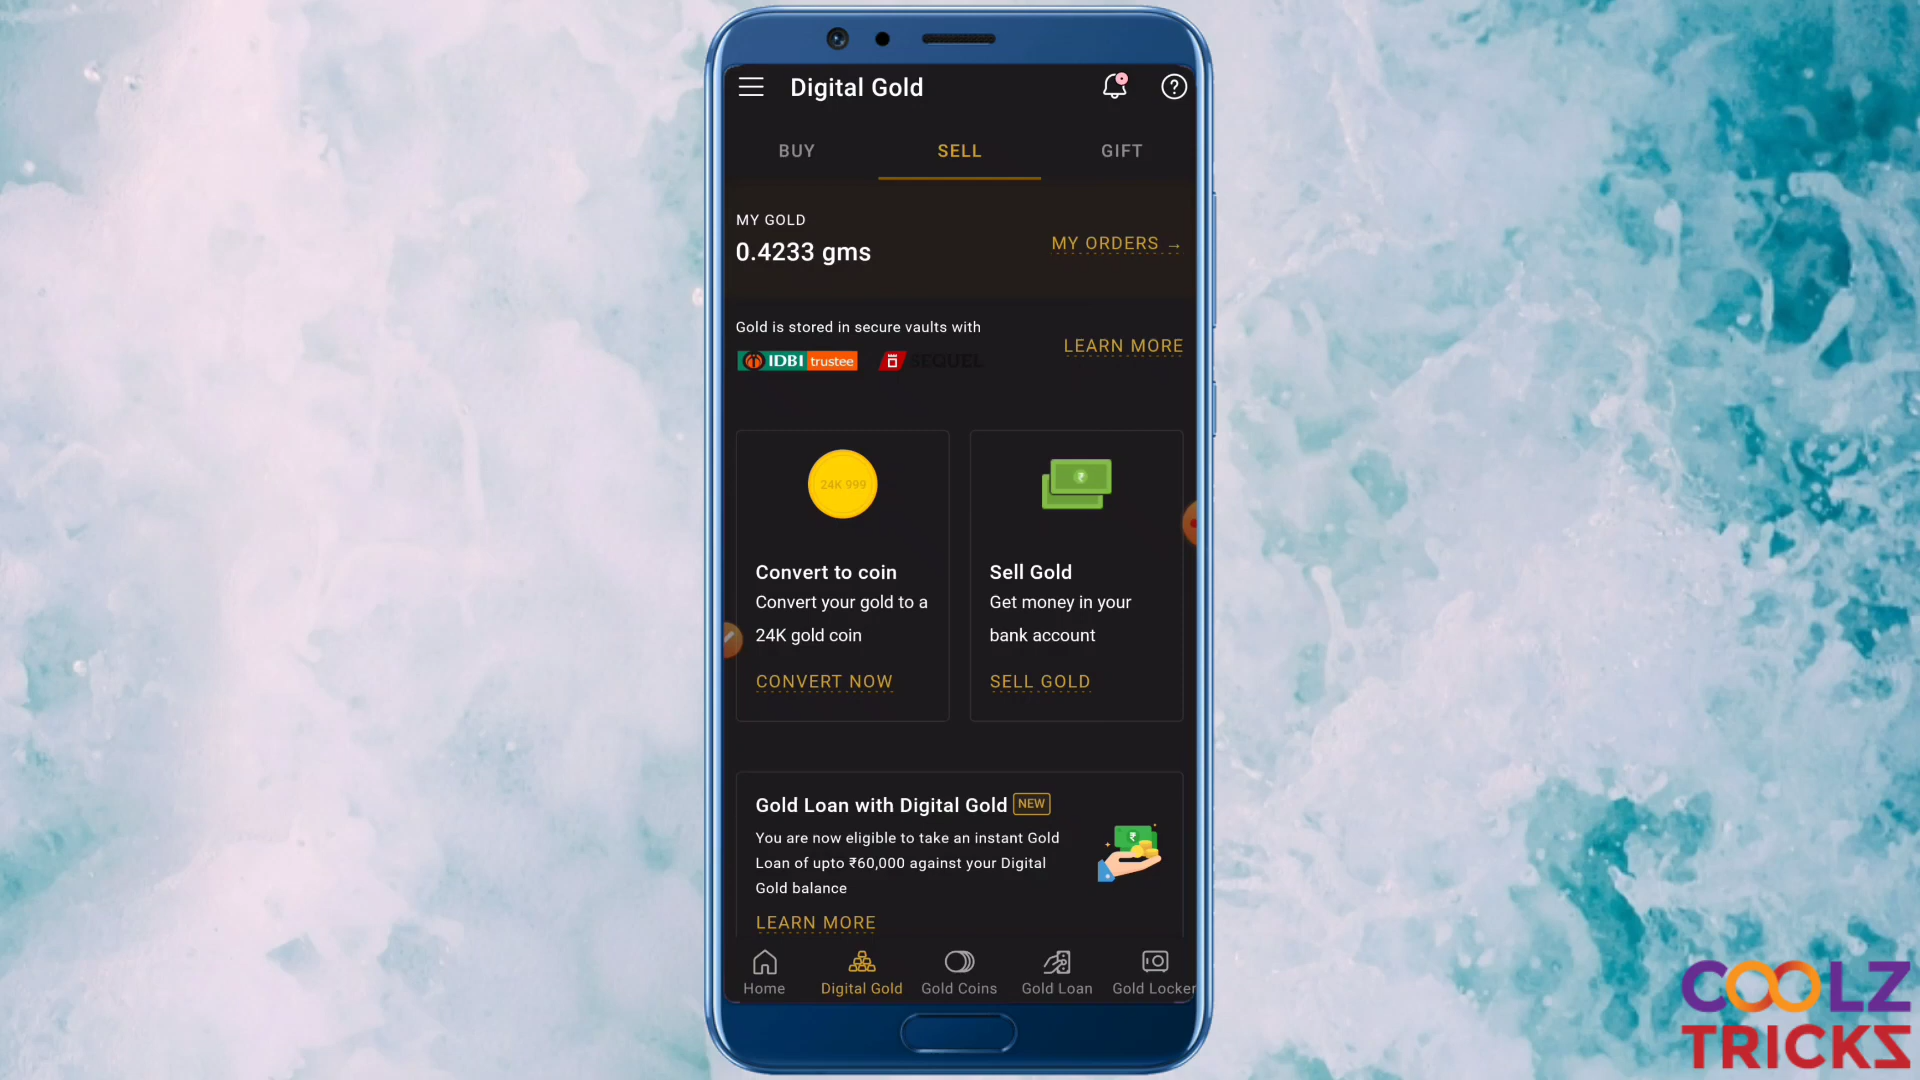 Digital Gold
BUY
SELL
GIFT
MY GOLD
0.4233 gms
MY ORDERS →
Gold is stored in secure vaults with
IDBI trustee
SEQUEL
LEARN MORE
24K 999
Convert to coin
Convert your gold to a
24K gold coin
CONVERT NOW
₹
Sell Gold
Get money in your
bank account
SELL GOLD
Gold Loan with Digital Gold NEW
You are now eligible to take an instant Gold
Loan of upto ₹60,000 against your Digital
Gold balance
₹
LEARN MORE
Home
Digital Gold
Gold Coins
Gold Loan
Gold Locker
COOLZ
TRICKS